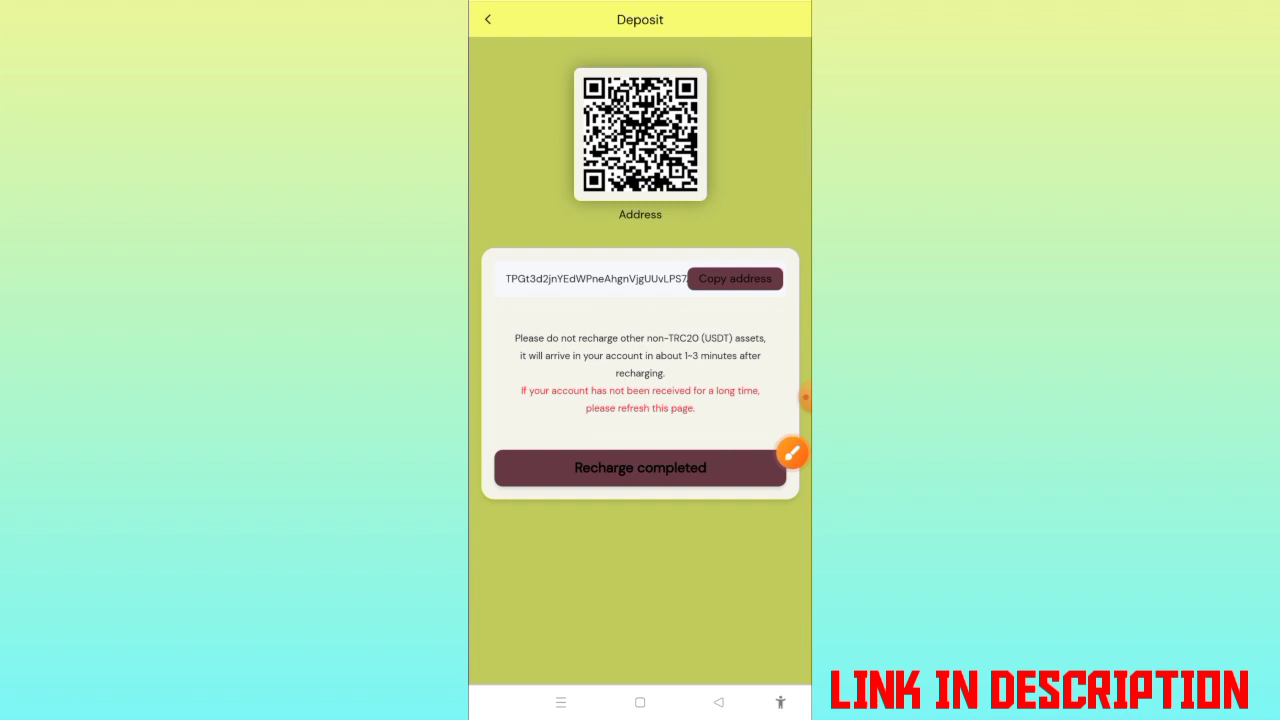 Deposit
Address
TPGt3d2jnYEdWPneAhgnVjgUUvLPS7 Copy address
Please do not recharge other non-TRC20 (USDT) assets,
it will arrive in your account in about 1~3 minutes after
recharging.
If your account has not been received for a long time,
please refresh this page.
Recharge completed
LINK IN DESCRIPTION